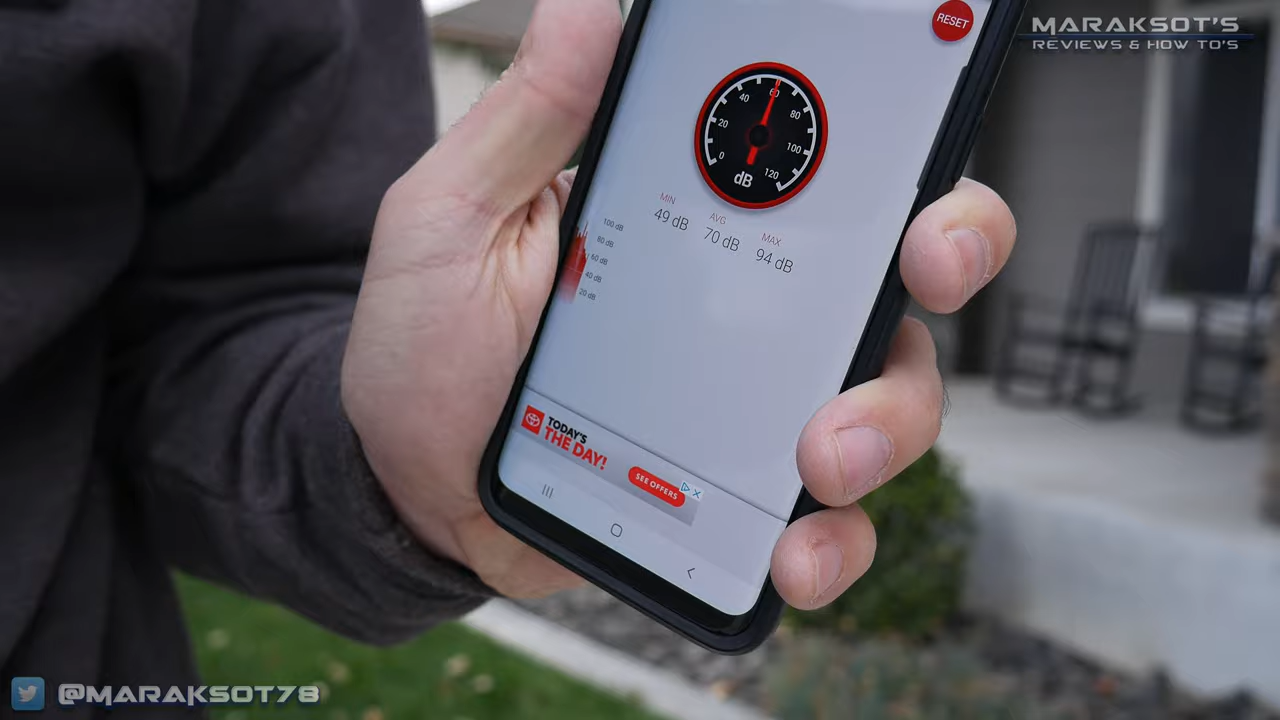 RESET
MARAKSOT'S
REVIEWS & HOW TO'S
0
20
40
60
80
100
120
dB
MIN
49 dB
AVG
70 dB
MAX
94 dB
100 dB
80 dB
60 dB
40 dB
20 dB
TODAY'S
THE DAY!
SEE OFFERS
@MARAKSOT78